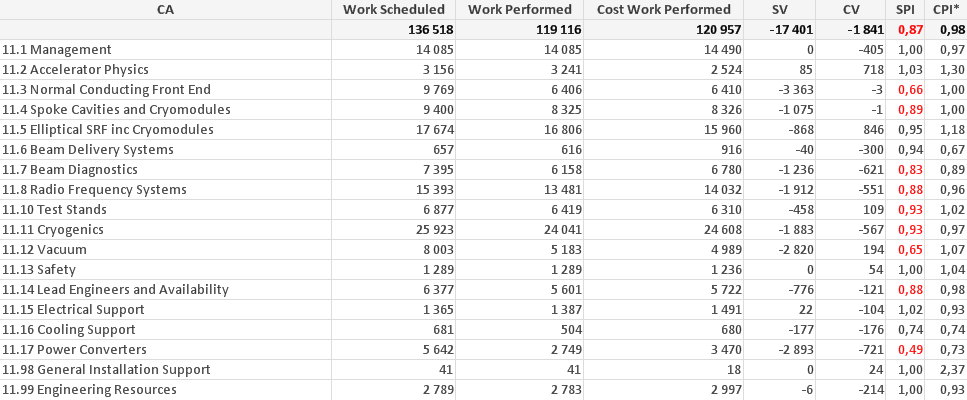 CA Work Scheduled Work Performed Cost Work Performed SV CV SPI CPI*
136 518 119 116 120 957 -17 401 -1 841 0,87 0,98
11.1 Management 14 085 14 085 14 490 0 -405 1,00 0,97
11.2 Accelerator Physics 3 156 3 241 2 524 85 718 1,03 1,30
11.3 Normal Conducting Front End 9 769 6 406 6 410 -3 363 -3 0,66 1,00
11.4 Spoke Cavities and Cryomodules 9 400 8 325 8 326 -1 075 -1 0,89 1,00
11.5 Elliptical SRF inc Cryomodules 17 674 16 806 15 960 -868 846 0,95 1,18
11.6 Beam Delivery Systems 657 616 916 -40 -300 0,94 0,67
11.7 Beam Diagnostics 7 395 6 158 6 780 -1 236 -621 0,83 0,89
11.8 Radio Frequency Systems 15 393 13 481 14 032 -1 912 -551 0,88 0,96
11.10 Test Stands 6 877 6 419 6 310 -458 109 0,93 1,02
11.11 Cryogenics 25 923 24 041 24 608 -1 883 -567 0,93 0,97
11.12 Vacuum 8 003 5 183 4 989 -2 820 194 0,65 1,07
11.13 Safety 1 289 1 289 1 236 0 54 1,00 1,04
11.14 Lead Engineers and Availability 6 377 5 601 5 722 -776 -121 0,88 0,98
11.15 Electrical Support 1 365 1 387 1 491 22 -104 1,02 0,93
11.16 Cooling Support 681 504 680 -177 -176 0,74 0,74
11.17 Power Converters 5 642 2 749 3 470 -2 893 -721 0,49 0,73
11.98 General Installation Support 41 41 18 0 24 1,00 2,37
11.99 Engineering Resources 2 789 2 783 2 997 -6 -214 1,00 0,93